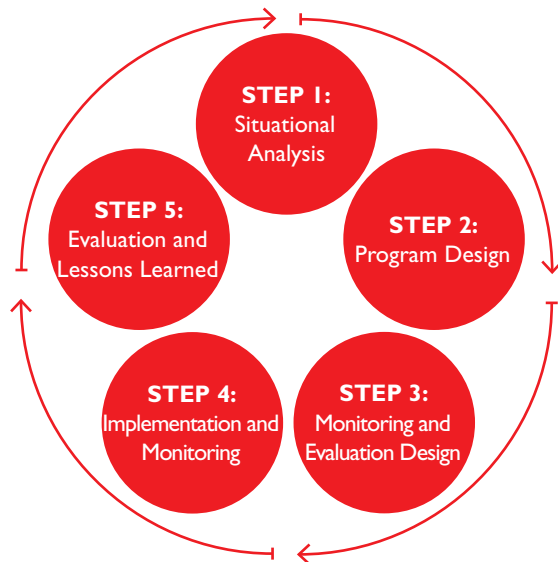 STEP 1:
Situational
Analysis
STEP 2:
Program Design
STEP 3:
Monitoring and
Evaluation Design
STEP 4:
Implementation and
Monitoring
STEP 5:
Evaluation and
Lessons Learned